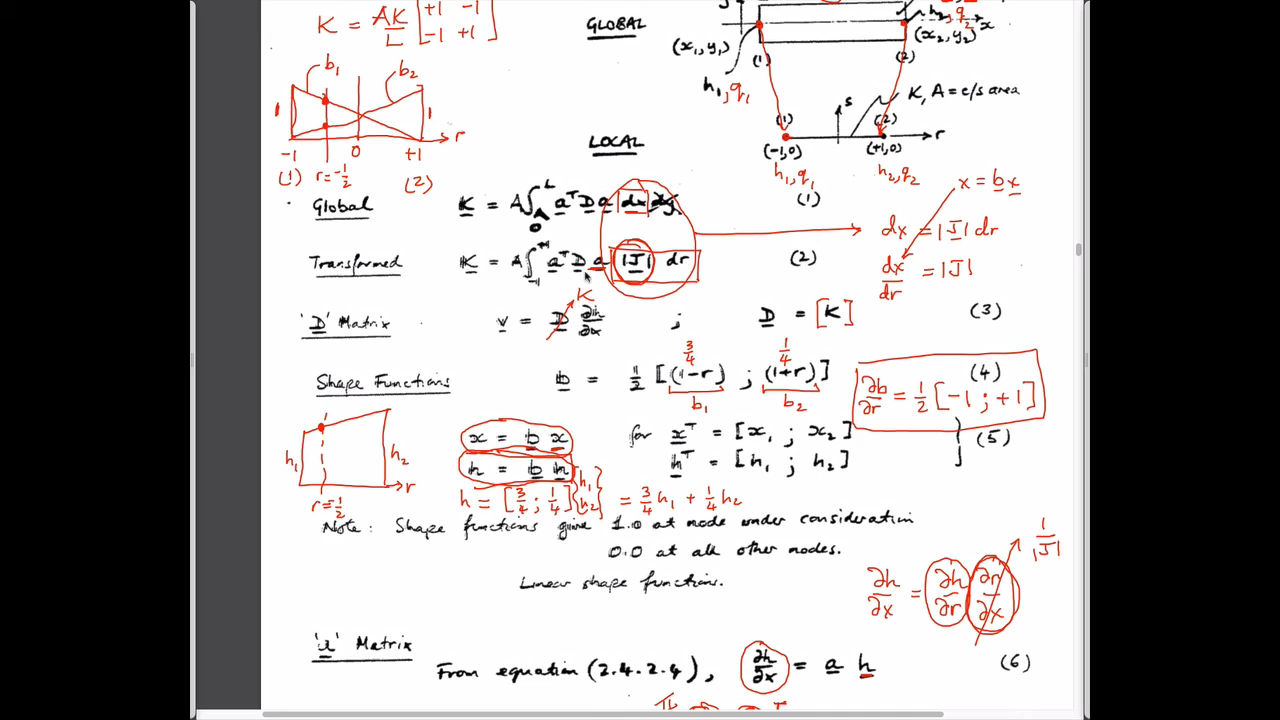 K = AK/L [+1 -1
-1 +1]
GLOBAL
(x₁, y₁)
(x₂, y₂) x
h₂, q₂
(1)
(2)
h₁, q₁
b₁
b₂
1
1
r
-1 0 +1
(1) r=-½ (2)
K, A = c/s area
s
(1) (2)
r
(-1,0) (+1,0)
h₁, q₁ h₂, q₂
LOCAL
x = b x
Global K = A∫₀ᴸ aᵀ D a dx dy (1)
dx = |J| dr
Transformed K = A∫₋₁⁺¹ aᵀ D a |J| dr (2)
dx/dr = |J|
K
'D' Matrix v = D ∂h/∂x ; D = [K] (3)
3/4 1/4
Shape Functions b = 1/2 [(1-r) ; (1+r)] (4)
b₁ b₂
∂b/∂r = 1/2 [-1 ; +1]
x = b x for xᵀ = [x₁ ; x₂] } (5)
h = b h hᵀ = [h₁ ; h₂]
h₁ h₂
r
r=-½
h = [3/4 ; 1/4] {h₁ h₂} = 3/4 h₁ + 1/4 h₂
Note: Shape functions give 1.0 at node under consideration
0.0 at all other nodes.
Linear shape functions.
1/|J|
∂h/∂x = ∂h/∂r ∂r/∂x
'a' Matrix
From equation (2.4.2.4), ∂h/∂x = a h (6)